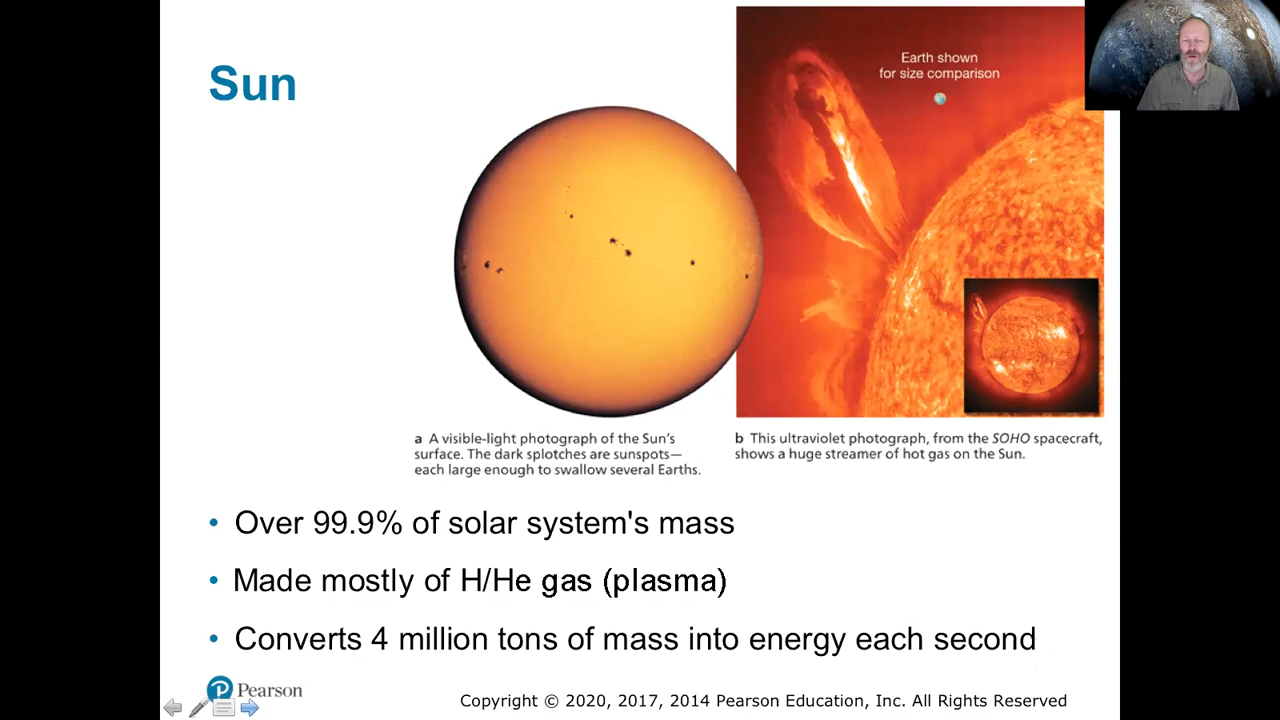 Sun
Earth shown
for size comparison
a A visible-light photograph of the Sun's
surface. The dark splotches are sunspots—
each large enough to swallow several Earths.
b This ultraviolet photograph, from the SOHO spacecraft,
shows a huge streamer of hot gas on the Sun.
• Over 99.9% of solar system's mass
• Made mostly of H/He gas (plasma)
• Converts 4 million tons of mass into energy each second
P Pearson
Copyright © 2020, 2017, 2014 Pearson Education, Inc. All Rights Reserved